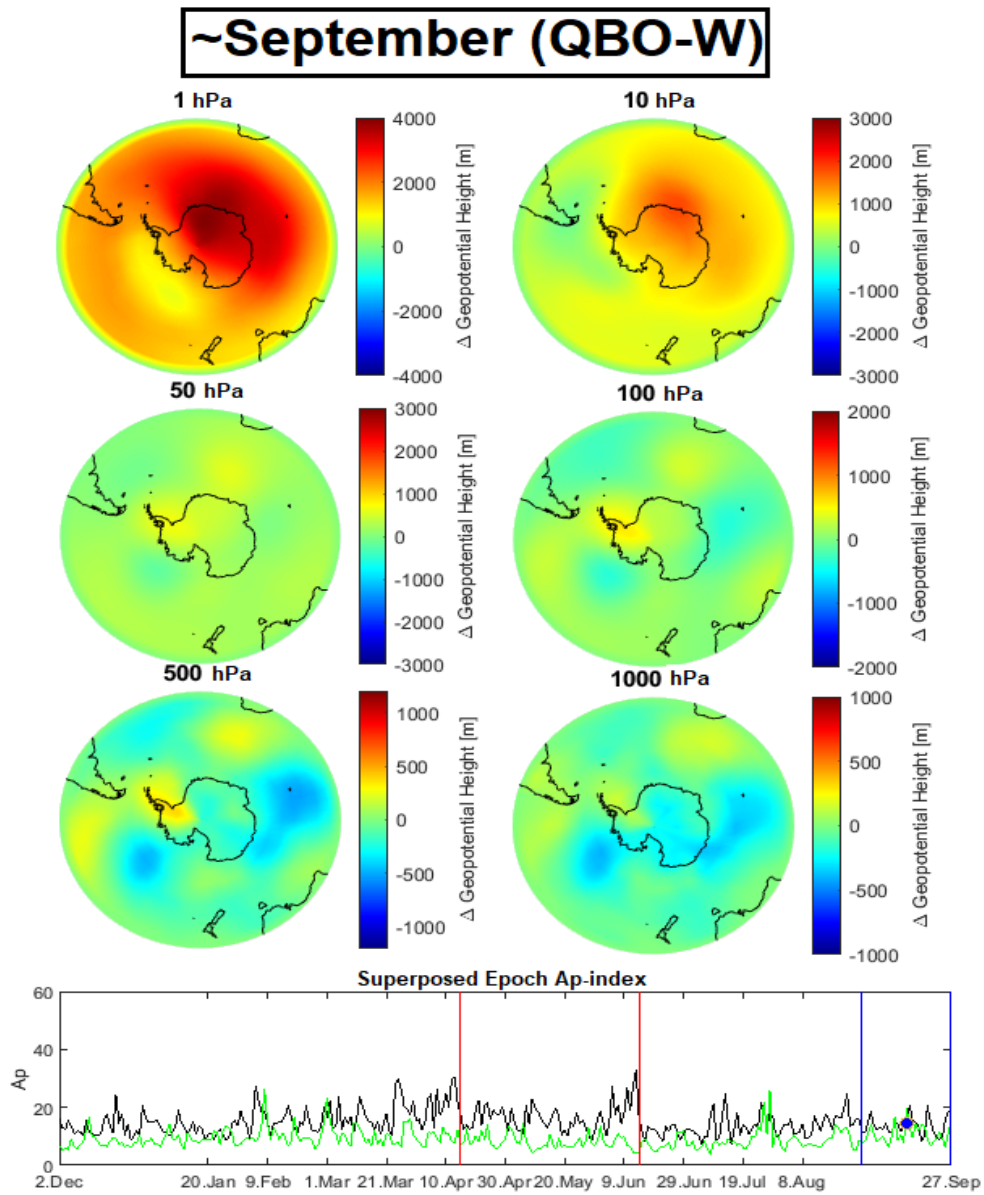 ~September (QBO-W)
1 hPa
10 hPa
4000
2000
0
-2000
-4000
Δ Geopotential Height [m]
3000
2000
1000
0
-1000
-2000
-3000
Δ Geopotential Height [m]
50 hPa
100 hPa
3000
2000
1000
0
-1000
-2000
-3000
Δ Geopotential Height [m]
2000
1000
0
-1000
-2000
Δ Geopotential Height [m]
500 hPa
1000 hPa
1000
500
0
-500
-1000
Δ Geopotential Height [m]
1000
500
0
-500
-1000
Δ Geopotential Height [m]
Superposed Epoch Ap-index
Ap
60
40
20
0
2.Dec 20.Jan 9.Feb 1.Mar 21.Mar 10.Apr 30.Apr 20.May 9.Jun 29.Jun 19.Jul 8.Aug 27.Sep